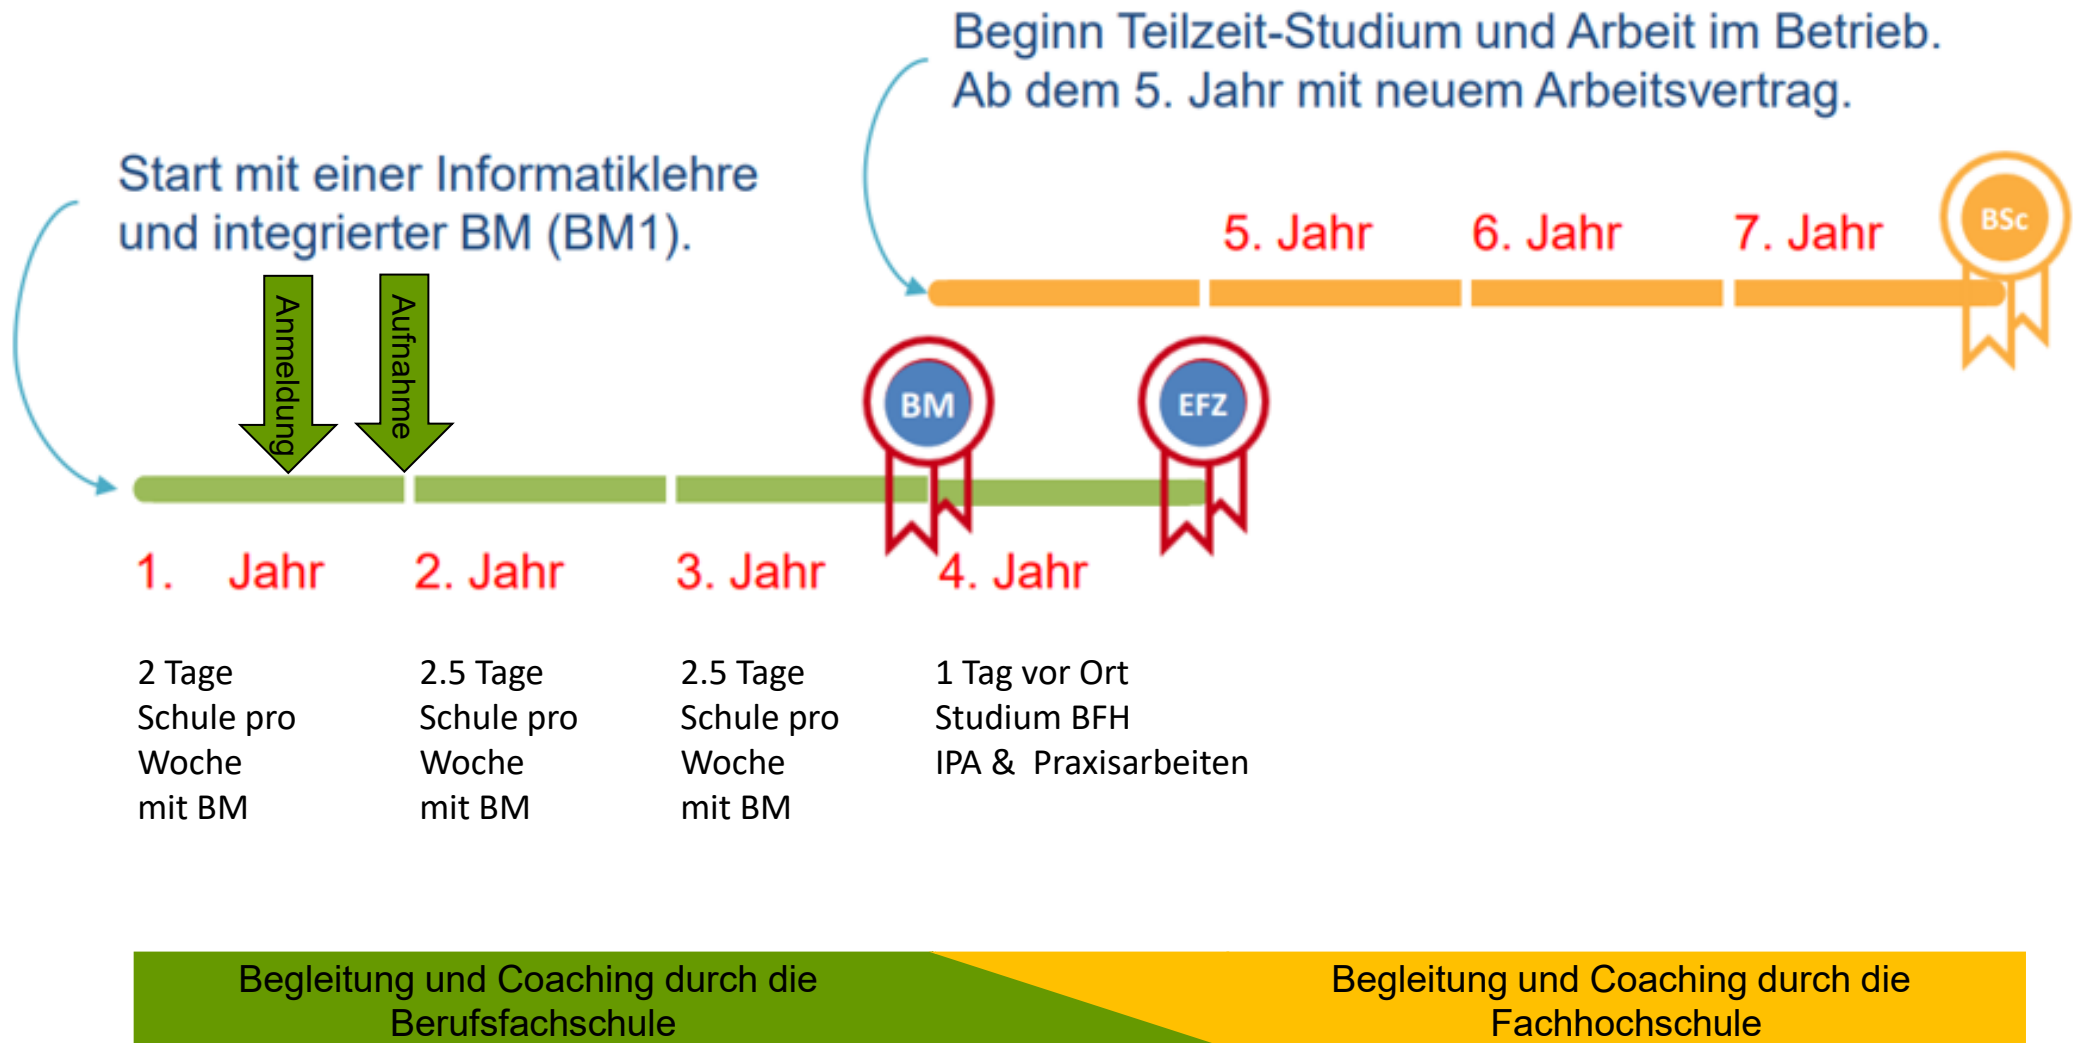 Beginn Teilzeit-Studium und Arbeit im Betrieb.
Ab dem 5. Jahr mit neuem Arbeitsvertrag.
Start mit einer Informatiklehre
und integrierter BM (BM1).
5. Jahr
6. Jahr
7. Jahr
BSc
Anmeldung
Aufnahme
BM
EFZ
1. Jahr
2. Jahr
3. Jahr
4. Jahr
2 Tage
Schule pro
Woche
mit BM
2.5 Tage
Schule pro
Woche
mit BM
2.5 Tage
Schule pro
Woche
mit BM
1 Tag vor Ort
Studium BFH
IPA & Praxisarbeiten
Begleitung und Coaching durch die
Berufsfachschule
Begleitung und Coaching durch die
Fachhochschule